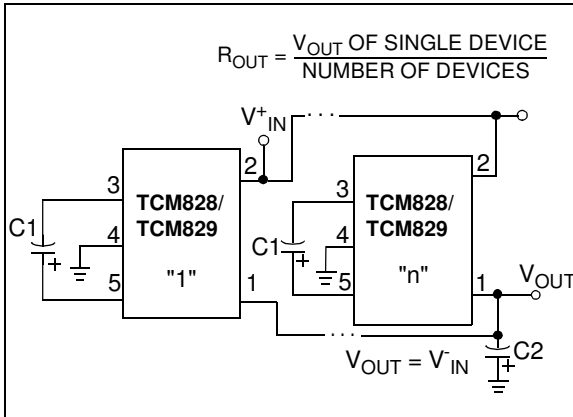 R_OUT = V_OUT OF SINGLE DEVICE
NUMBER OF DEVICES
V⁺_IN
· · ·
2
3
TCM828/
TCM829
4
C1
+
5
"1"
1
2
3
TCM828/
TCM829
4
C1
+
5
"n"
1
V_OUT
· · ·
V_OUT = V⁻_IN
C2
+